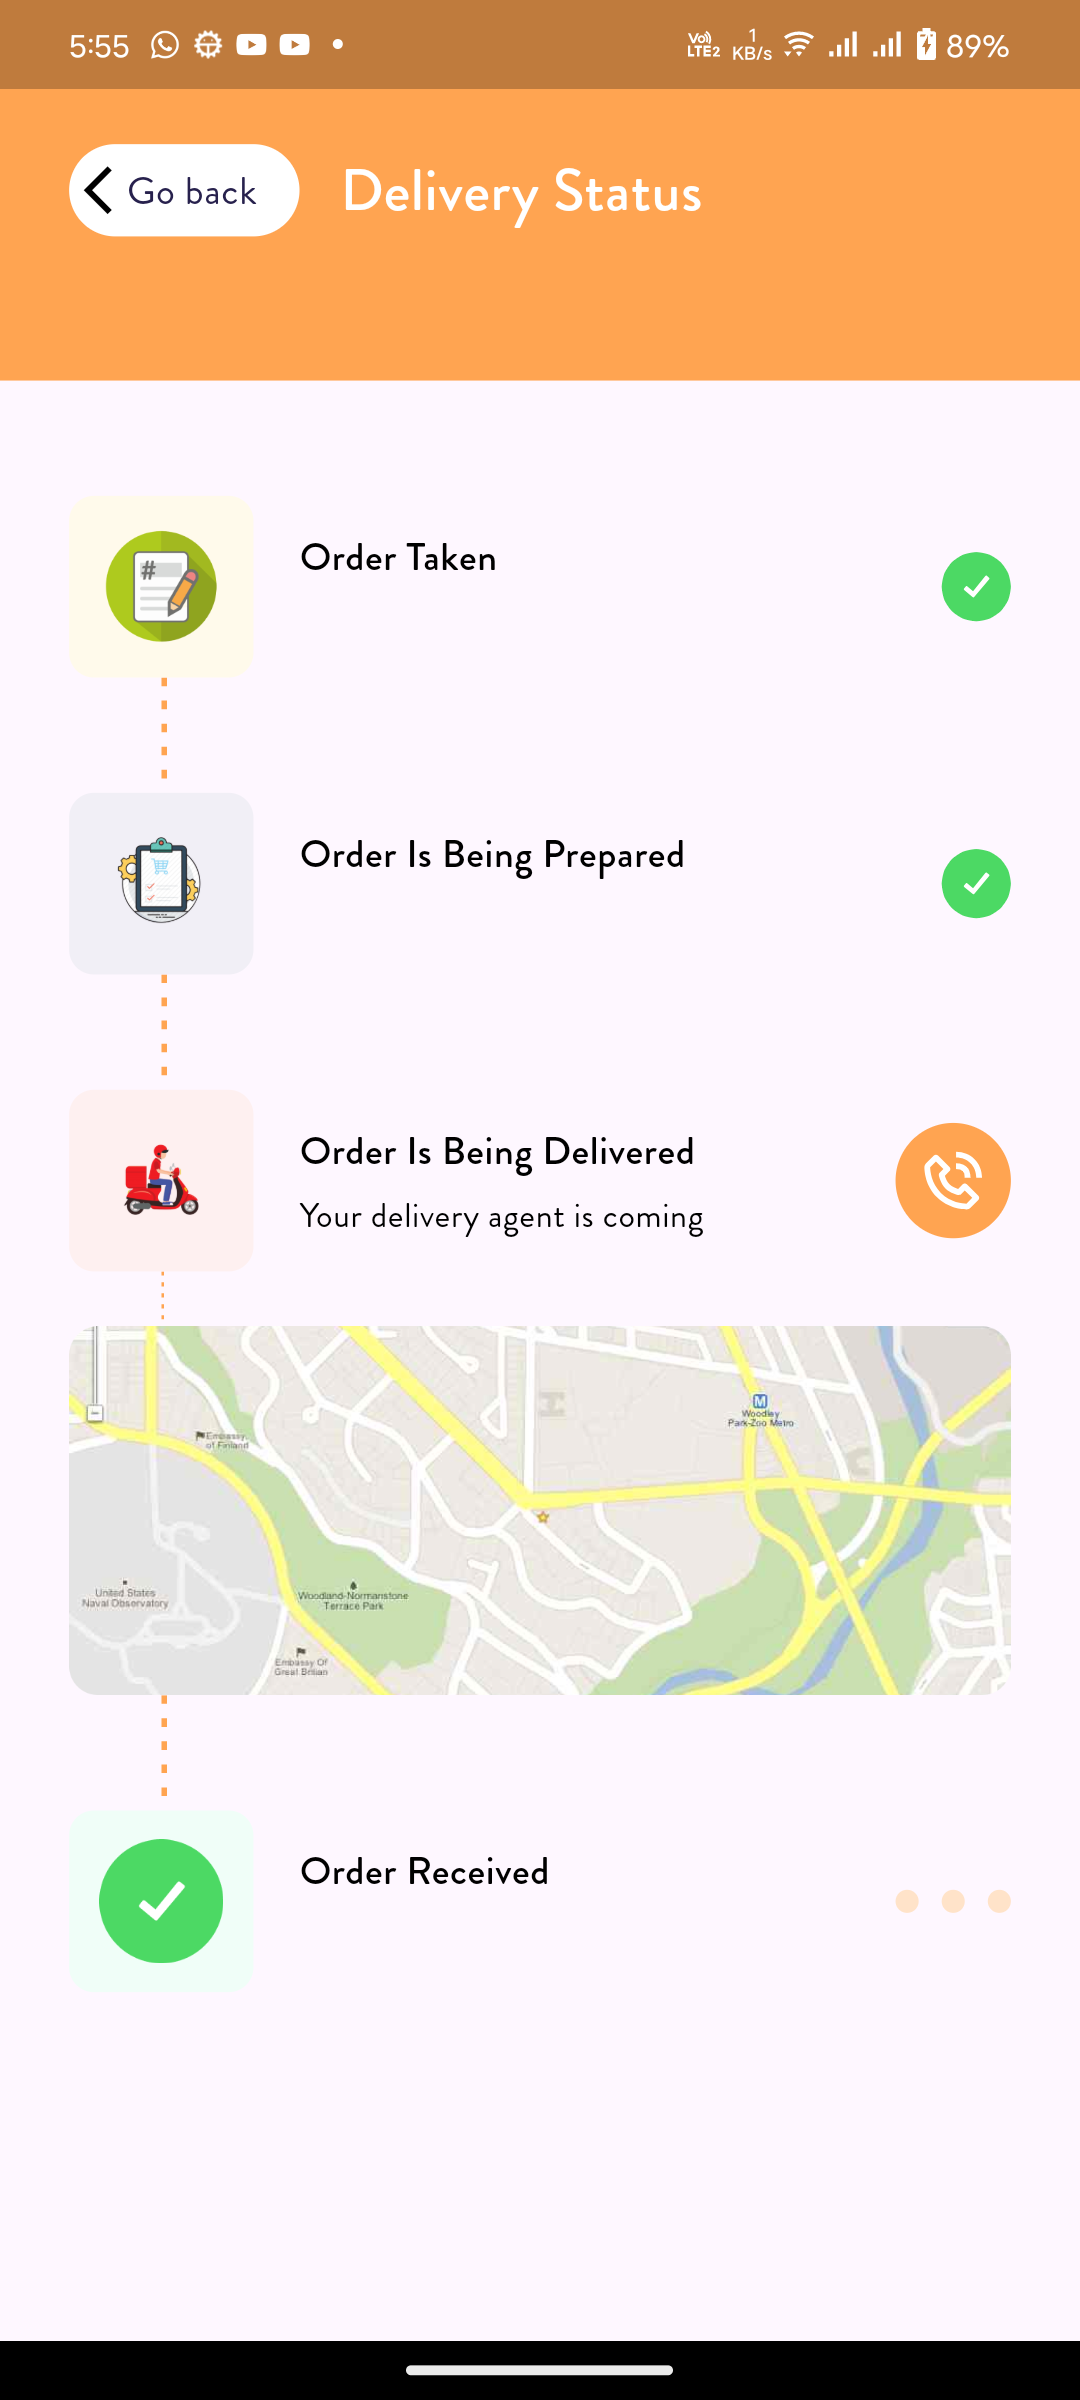 5:55
Vo)) LTE2
1 KB/s
89%
Go back
Delivery Status
#
Order Taken
Order Is Being Prepared
Order Is Being Delivered
Your delivery agent is coming
M
Woodley
Park-Zoo Metro
Embassy
of Finland
United States
Naval Observatory
Woodland-Normanstone
Terrace Park
Embassy Of
Great Britian
Order Received